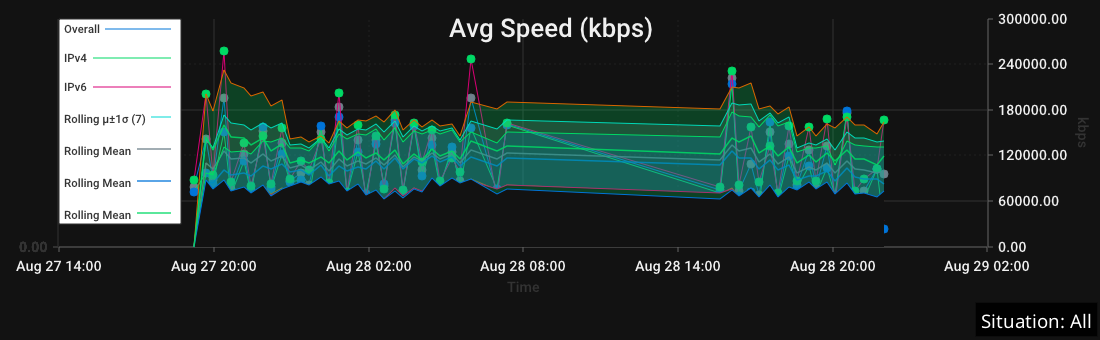 Avg Speed (kbps)
Overall
IPv4
IPv6
Rolling μ±1σ (7)
Rolling Mean
Rolling Mean
Rolling Mean
300000.00
240000.00
180000.00
120000.00
60000.00
0.00
kbps
0.00
Aug 27 14:00 Aug 27 20:00 Aug 28 02:00 Aug 28 08:00 Aug 28 14:00 Aug 28 20:00 Aug 29 02:00
Time
Situation: All